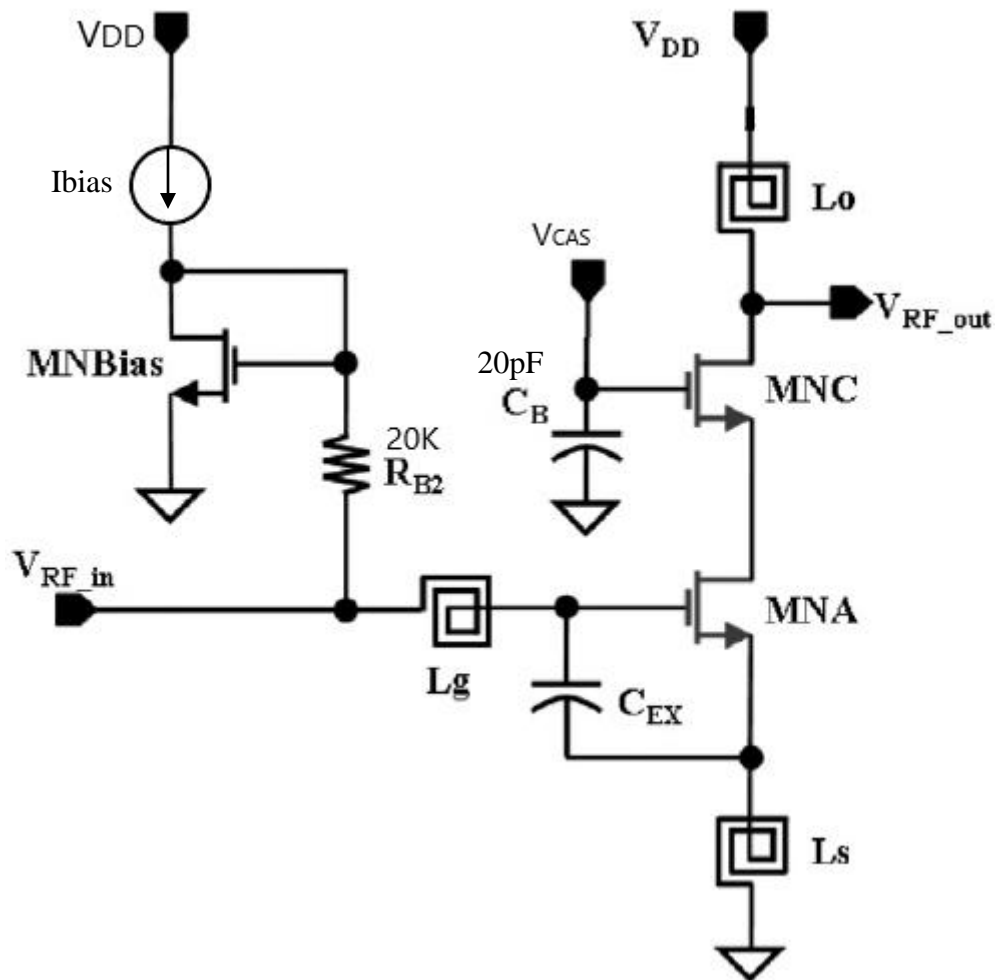 VDD
VDD
Ibias
Lo
VCAS
VRF_out
MNBias
20pF
CB
MNC
20K
RB2
VRF_in
MNA
Lg
CEX
Ls